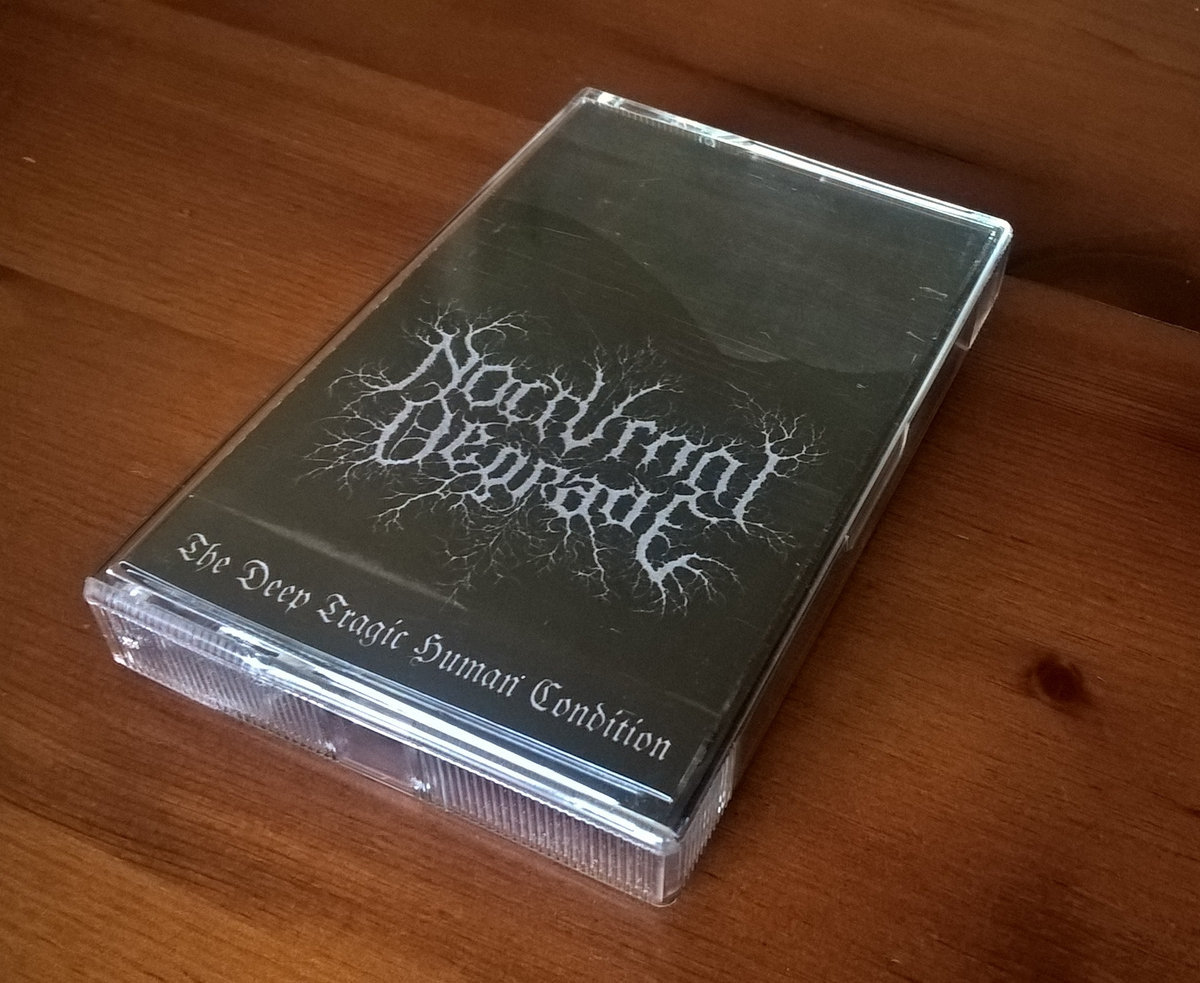 Nocturnal
Degrade
The Deep Tragic Human Condition